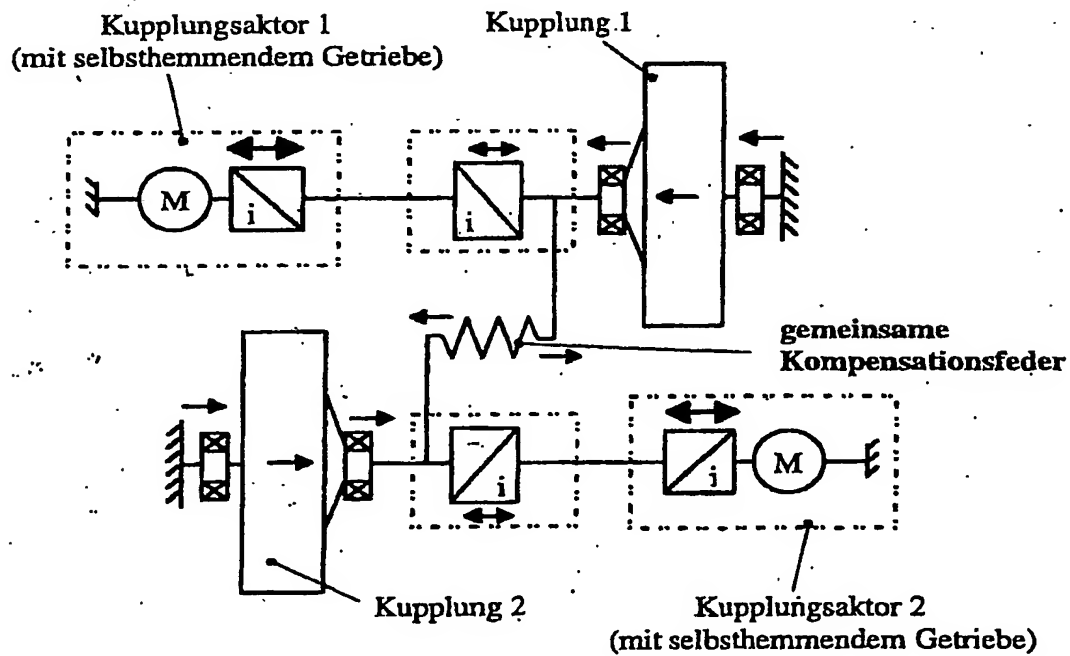 Kupplungsaktor 1
(mit selbsthemmendem Getriebe)
Kupplung 1
M
i
i
gemeinsame
Kompensationsfeder
i
i
M
Kupplung 2
Kupplungsaktor 2
(mit selbsthemmendem Getriebe)